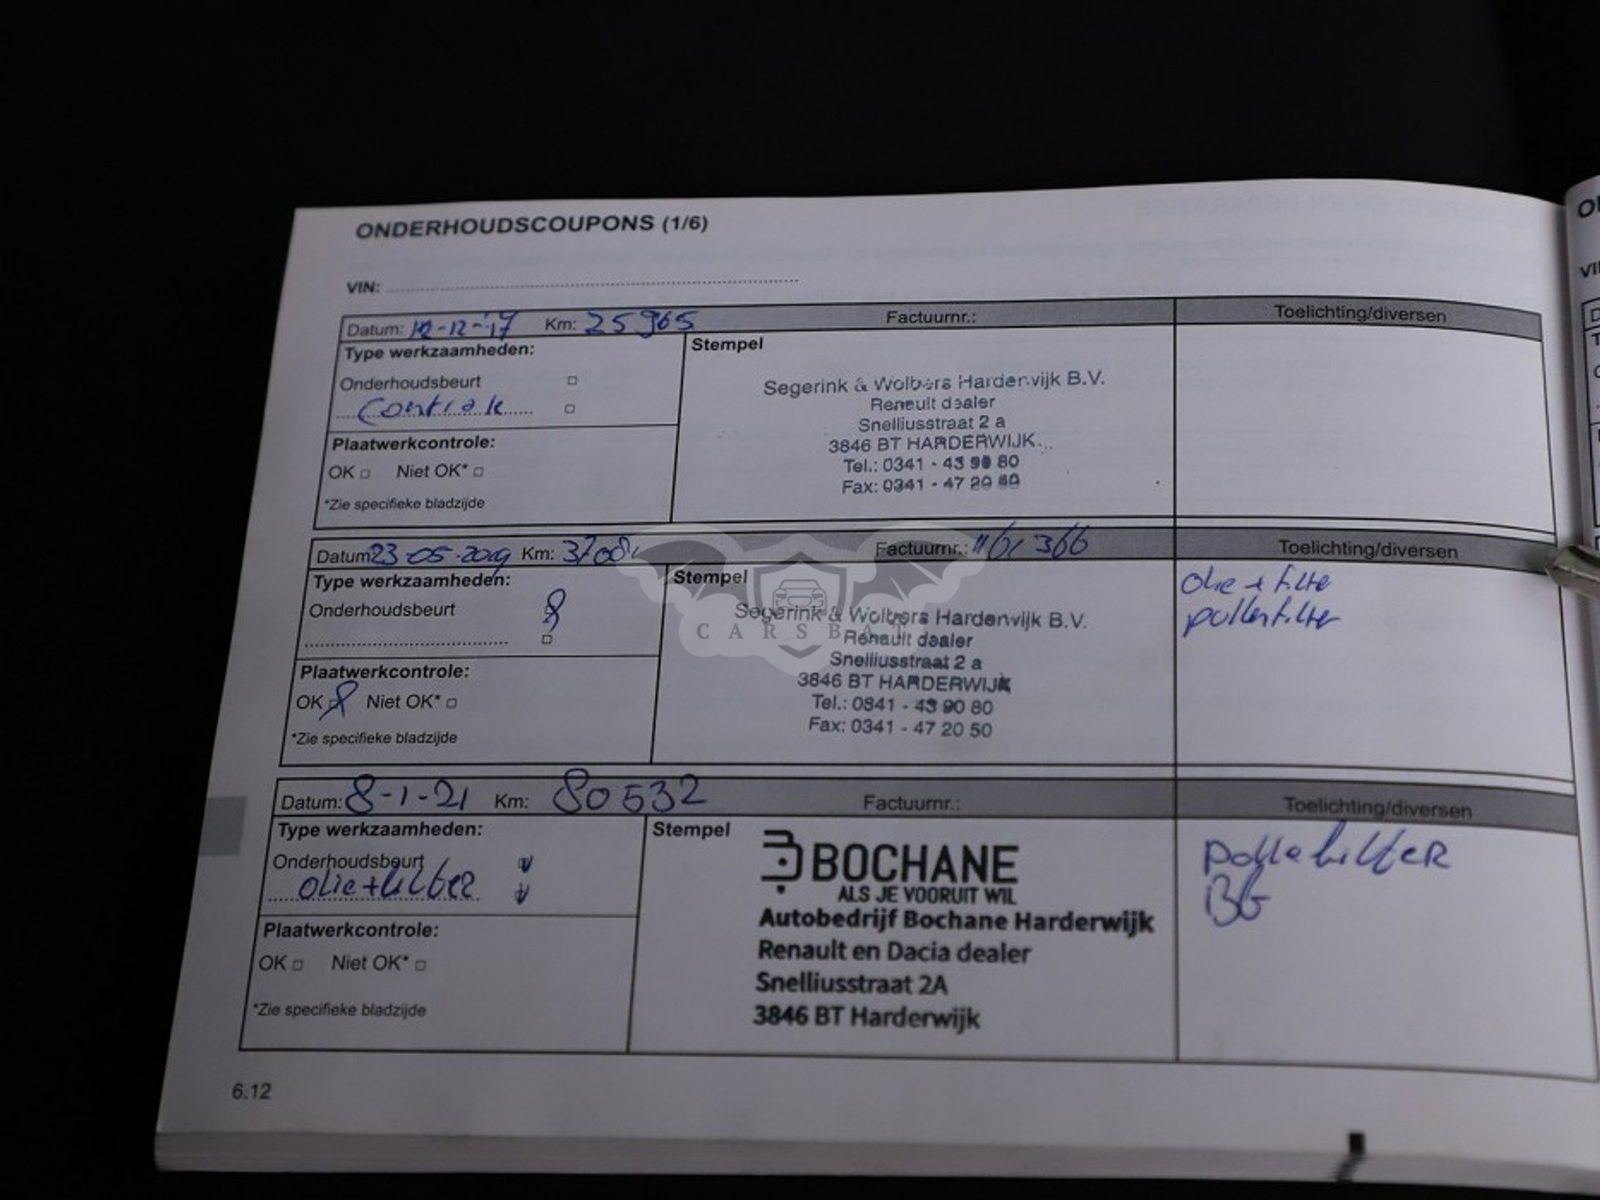 ONDERHOUDSCOUPONS (1/6)
VIN:
Datum: 12-12-'17 Km: 25965 Factuurnr.: Toelichting/diversen
Type werkzaamheden:
Stempel
Onderhoudsbeurt
Controle
Plaatwerkcontrole:
OK Niet OK*
*Zie specifieke bladzijde
Segerink & Wolbers Harderwijk B.V.
Renault dealer
Snelliusstraat 2 a
3846 BT HARDERWIJK
Tel.: 0341 - 43 90 80
Fax: 0341 - 47 20 50
Datum 23-05-2019 Km: Factuurnr.: Toelichting/diversen
Type werkzaamheden:
Stempel
Onderhoudsbeurt
Plaatwerkcontrole:
OK Niet OK*
*Zie specifieke bladzijde
Segerink & Wolbers Harderwijk B.V.
Renault dealer
Snelliusstraat 2 a
3846 BT HARDERWIJK
Tel.: 0341 - 43 90 80
Fax: 0341 - 47 20 50
olie + filter
pollenfilter
CARSBAT
Datum: 8-1-21 Km: 80532 Factuurnr.: Toelichting/diversen
Type werkzaamheden:
Stempel
Onderhoudsbeurt
olie+filter
Plaatwerkcontrole:
OK Niet OK*
*Zie specifieke bladzijde
BOCHANE
ALS JE VOORUIT WIL
Autobedrijf Bochane Harderwijk
Renault en Dacia dealer
Snelliusstraat 2A
3846 BT Harderwijk
pollenfilter
BG
6.12